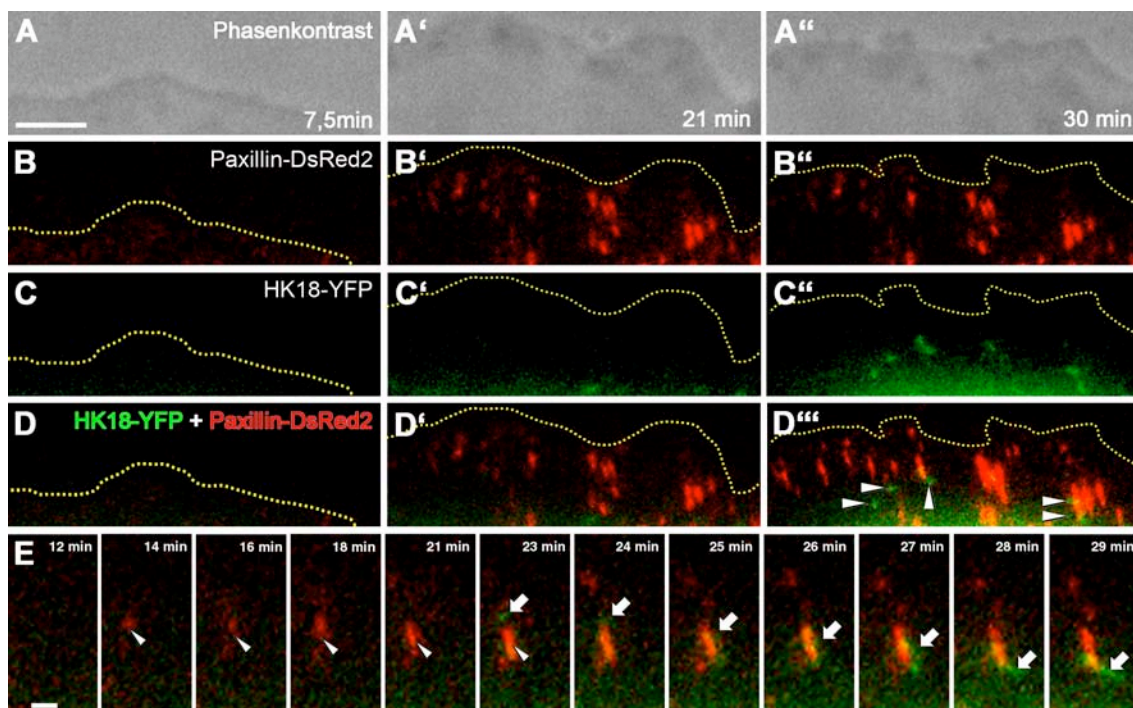 A Phasenkontrast 7,5min
A‘ 21 min
A“ 30 min
B Paxillin-DsRed2
B‘
B“
C HK18-YFP
C‘
C“
D HK18-YFP + Paxillin-DsRed2
D‘
D“‘
E 12 min 14 min 16 min 18 min 21 min 23 min 24 min 25 min 26 min 27 min 28 min 29 min